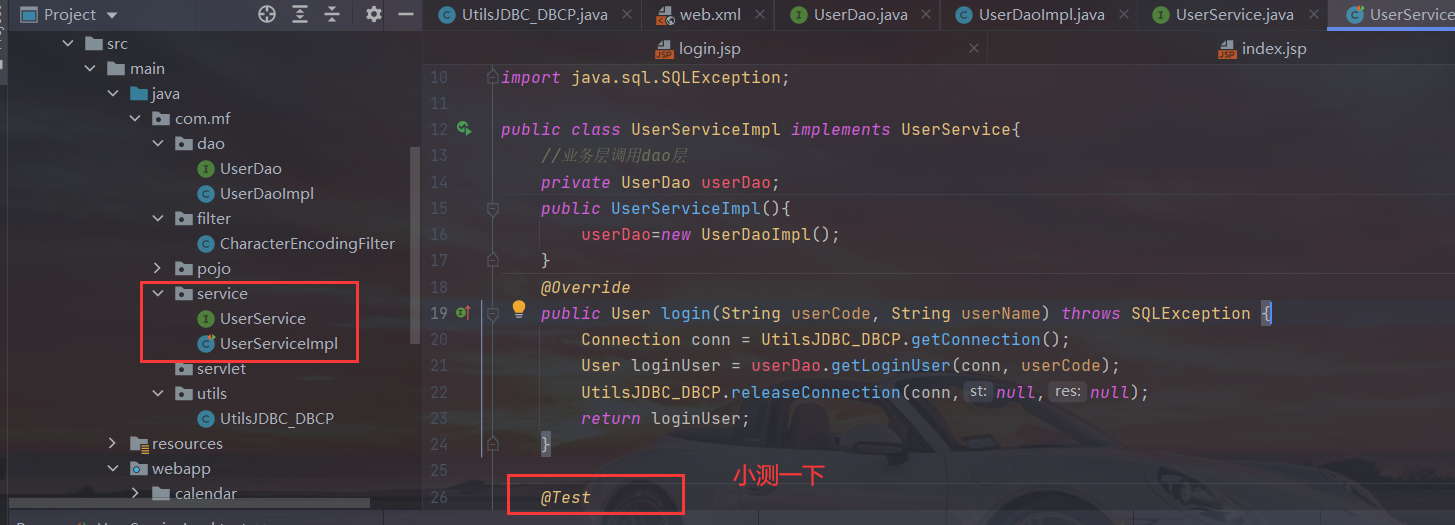 Project
UtilsJDBC_DBCP.java
web.xml
UserDao.java
UserDaoImpl.java
UserService.java
UserService
login.jsp
index.jsp
src
main
java
com.mf
dao
UserDao
UserDaoImpl
filter
CharacterEncodingFilter
pojo
service
UserService
UserServiceImpl
servlet
utils
UtilsJDBC_DBCP
resources
webapp
calendar
10 import java.sql.SQLException;
11
12 public class UserServiceImpl implements UserService{
13 //业务层调用dao层
14 private UserDao userDao;
15 public UserServiceImpl(){
16 userDao=new UserDaoImpl();
17 }
18 @Override
19 public User login(String userCode, String userName) throws SQLException {
20 Connection conn = UtilsJDBC_DBCP.getConnection();
21 User loginUser = userDao.getLoginUser(conn, userCode);
22 UtilsJDBC_DBCP.releaseConnection(conn, st: null, res: null);
23 return loginUser;
24 }
25
小测一下
26 @Test